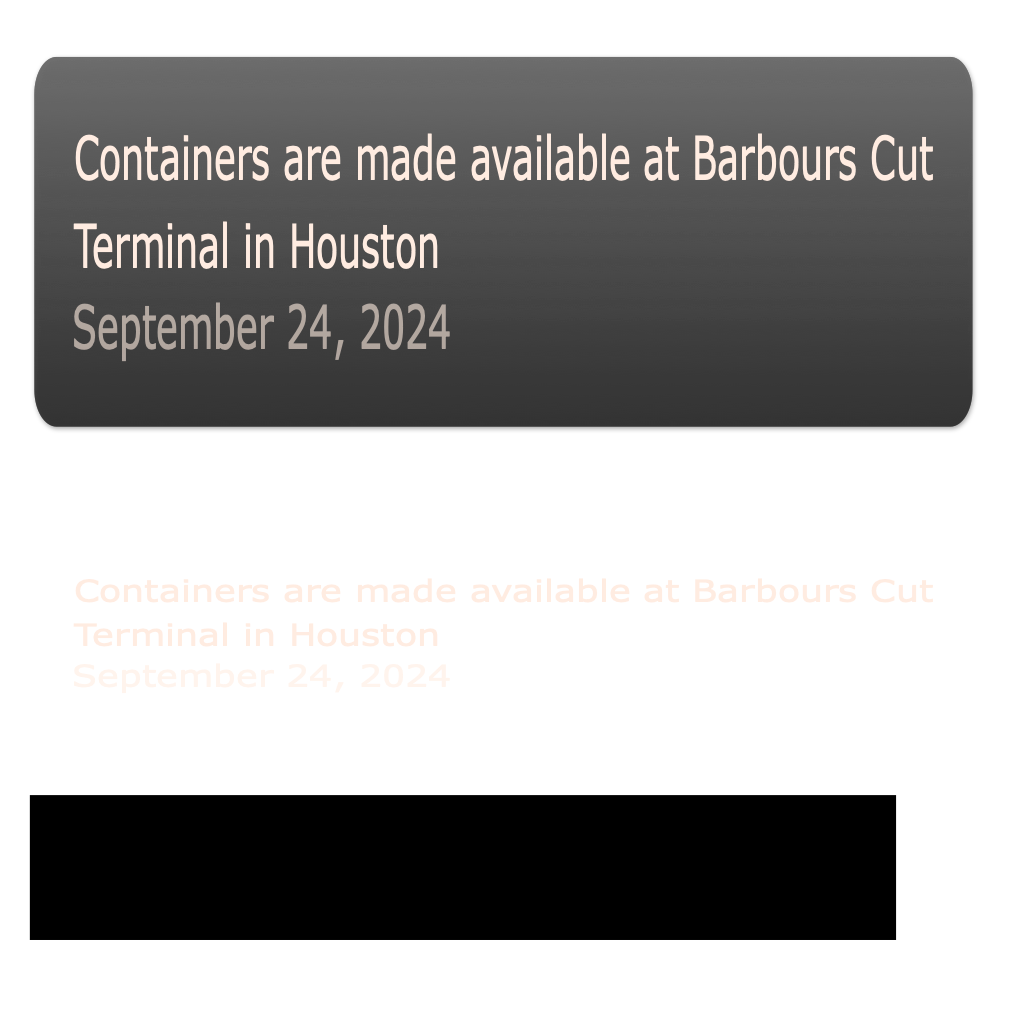 Containers are made available at Barbours Cut
Terminal in Houston
September 24, 2024
Containers are made available at Barbours Cut
Terminal in Houston
September 24, 2024